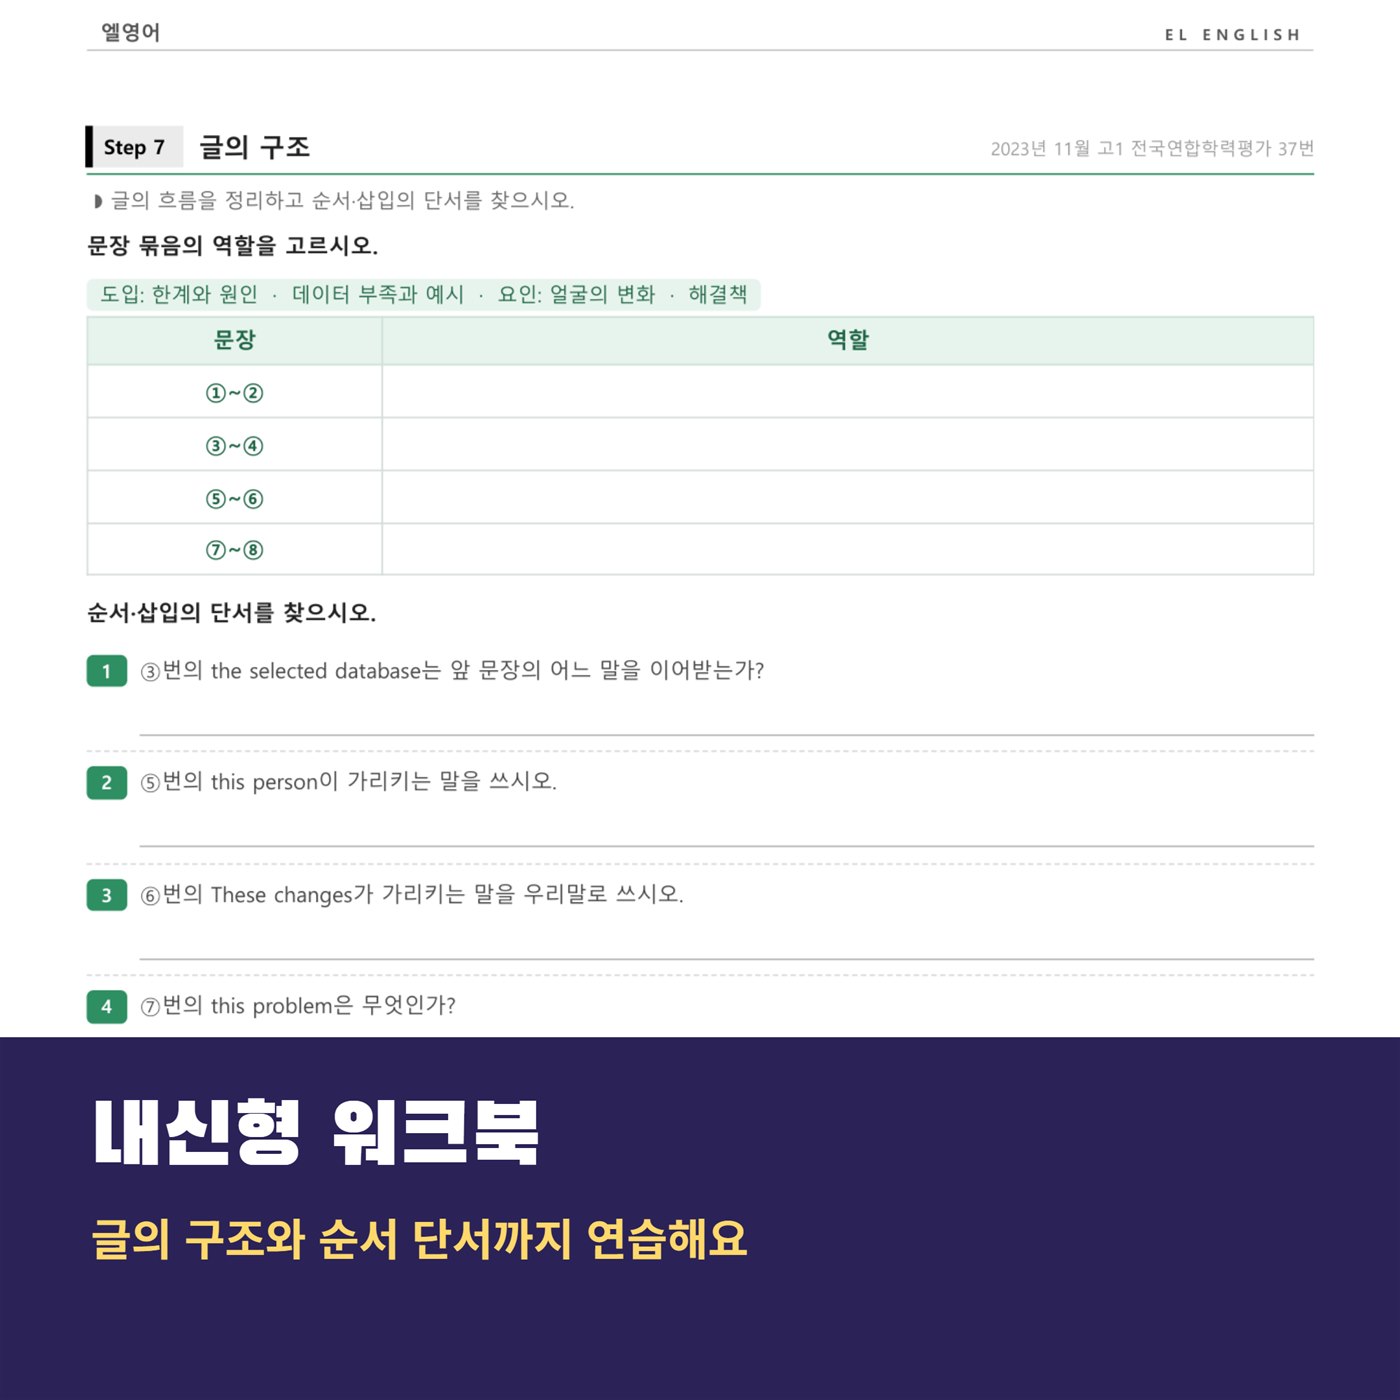 엘영어
EL ENGLISH
Step 7 글의 구조
2023년 11월 고1 전국연합학력평가 37번
◗ 글의 흐름을 정리하고 순서·삽입의 단서를 찾으시오.
문장 묶음의 역할을 고르시오.
도입: 한계와 원인 · 데이터 부족과 예시 · 요인: 얼굴의 변화 · 해결책
문장 역할
①~②
③~④
⑤~⑥
⑦~⑧
순서·삽입의 단서를 찾으시오.
1 ③번의 the selected database는 앞 문장의 어느 말을 이어받는가?
2 ⑤번의 this person이 가리키는 말을 쓰시오.
3 ⑥번의 These changes가 가리키는 말을 우리말로 쓰시오.
4 ⑦번의 this problem은 무엇인가?
내신형 워크북
글의 구조와 순서 단서까지 연습해요